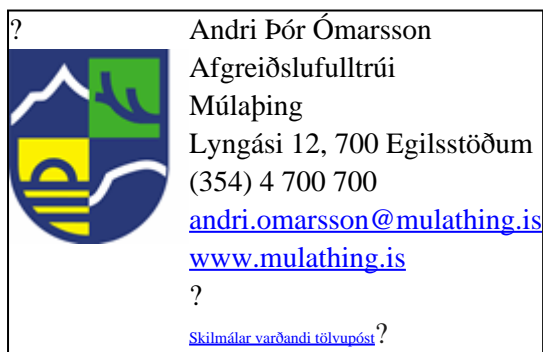 ?
Andri Þór Ómarsson
Afgreiðslufulltrúi
Múlaþing
Lyngási 12, 700 Egilsstöðum
(354) 4 700 700
andri.omarsson@mulathing.is
www.mulathing.is
?
Skilmálar varðandi tölvupóst?